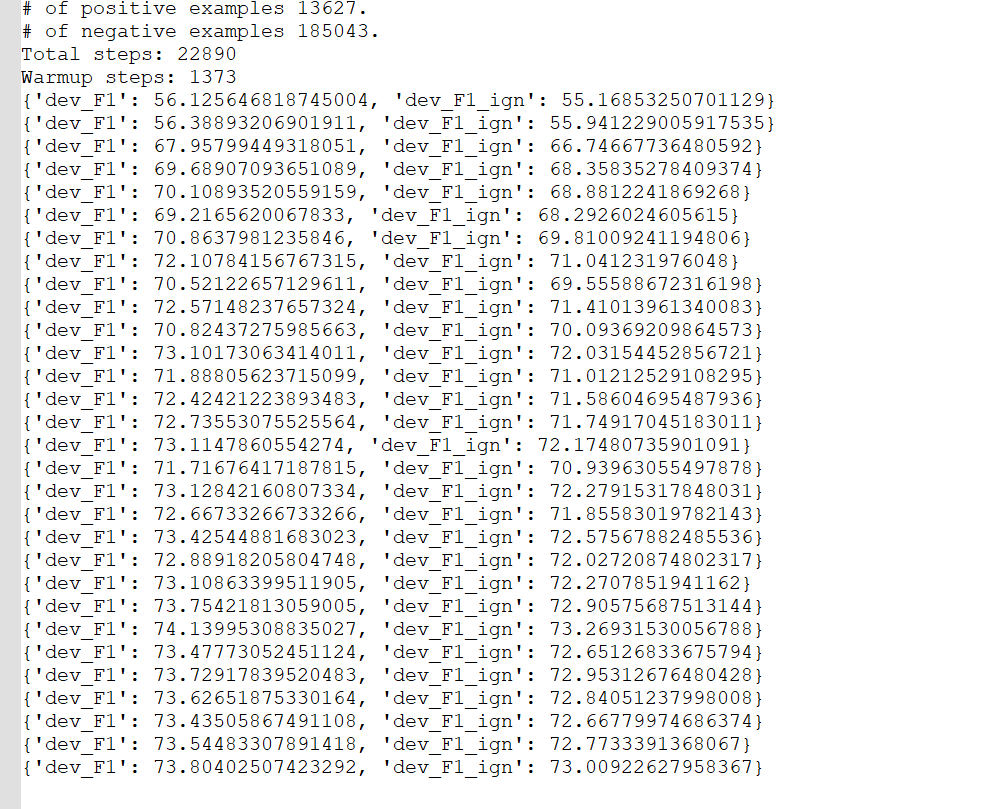 # of positive examples 13627.
# of negative examples 185043.
Total steps: 22890
Warmup steps: 1373
{'dev_F1': 56.125646818745004, 'dev_F1_ign': 55.16853250701129}
{'dev_F1': 56.38893206901911, 'dev_F1_ign': 55.941229005917535}
{'dev_F1': 67.95799449318051, 'dev_F1_ign': 66.74667736480592}
{'dev_F1': 69.68907093651089, 'dev_F1_ign': 68.35835278409374}
{'dev_F1': 70.10893520559159, 'dev_F1_ign': 68.8812241869268}
{'dev_F1': 69.2165620067833, 'dev_F1_ign': 68.2926024605615}
{'dev_F1': 70.8637981235846, 'dev_F1_ign': 69.81009241194806}
{'dev_F1': 72.10784156767315, 'dev_F1_ign': 71.041231976048}
{'dev_F1': 70.52122657129611, 'dev_F1_ign': 69.55588672316198}
{'dev_F1': 72.57148237657324, 'dev_F1_ign': 71.41013961340083}
{'dev_F1': 70.82437275985663, 'dev_F1_ign': 70.09369209864573}
{'dev_F1': 73.10173063414011, 'dev_F1_ign': 72.03154452856721}
{'dev_F1': 71.88805623715099, 'dev_F1_ign': 71.01212529108295}
{'dev_F1': 72.42421223893483, 'dev_F1_ign': 71.58604695487936}
{'dev_F1': 72.73553075525564, 'dev_F1_ign': 71.74917045183011}
{'dev_F1': 73.1147860554274, 'dev_F1_ign': 72.17480735901091}
{'dev_F1': 71.71676417187815, 'dev_F1_ign': 70.93963055497878}
{'dev_F1': 73.12842160807334, 'dev_F1_ign': 72.27915317848031}
{'dev_F1': 72.66733266733266, 'dev_F1_ign': 71.85583019782143}
{'dev_F1': 73.42544881683023, 'dev_F1_ign': 72.57567882485536}
{'dev_F1': 72.88918205804748, 'dev_F1_ign': 72.02720874802317}
{'dev_F1': 73.10863399511905, 'dev_F1_ign': 72.2707851941162}
{'dev_F1': 73.75421813059005, 'dev_F1_ign': 72.90575687513144}
{'dev_F1': 74.13995308835027, 'dev_F1_ign': 73.26931530056788}
{'dev_F1': 73.47773052451124, 'dev_F1_ign': 72.65126833675794}
{'dev_F1': 73.72917839520483, 'dev_F1_ign': 72.95312676480428}
{'dev_F1': 73.62651875330164, 'dev_F1_ign': 72.84051237998008}
{'dev_F1': 73.43505867491108, 'dev_F1_ign': 72.66779974686374}
{'dev_F1': 73.54483307891418, 'dev_F1_ign': 72.7733391368067}
{'dev_F1': 73.80402507423292, 'dev_F1_ign': 73.00922627958367}